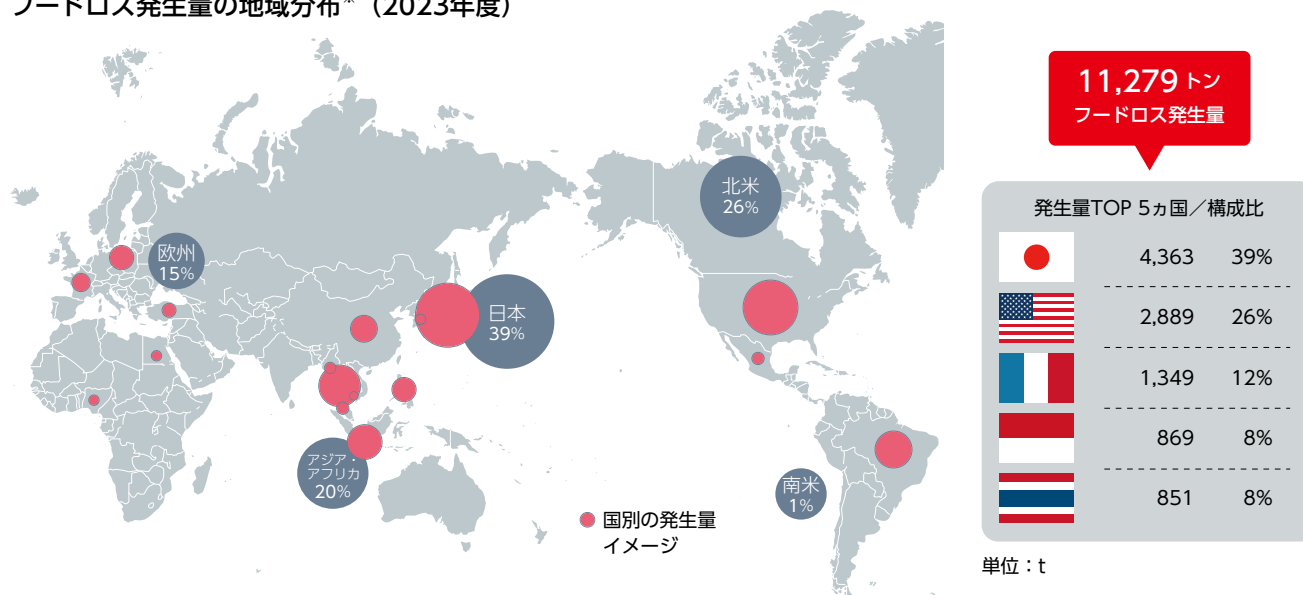 フードロス発生量の地域分布※（2023年度）
11,279 トン
フードロス発生量
発生量TOP 5ヵ国／構成比
4,363 39%
2,889 26%
1,349 12%
869 8%
851 8%
単位：t
北米
26%
欧州
15%
日本
39%
アジア・
アフリカ
20%
南米
1%
国別の発生量
イメージ